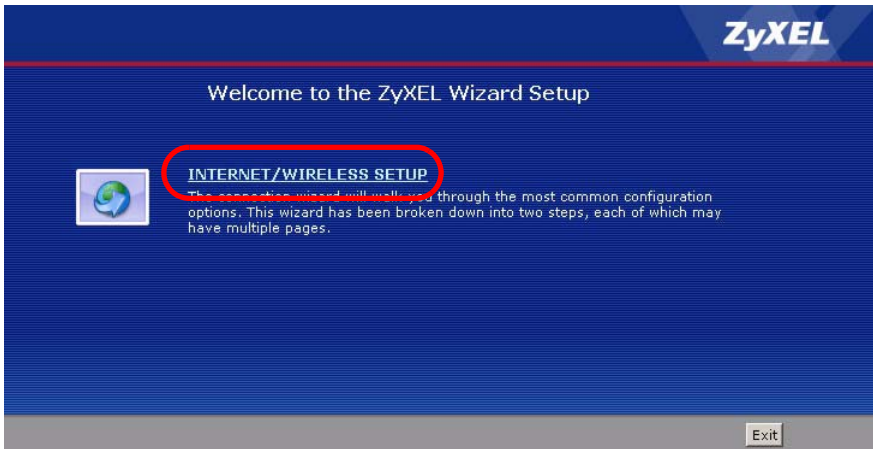 ZyXEL
Welcome to the ZyXEL Wizard Setup
INTERNET/WIRELESS SETUP
The connection wizard will walk you through the most common configuration
options. This wizard has been broken down into two steps, each of which may
have multiple pages.
Exit